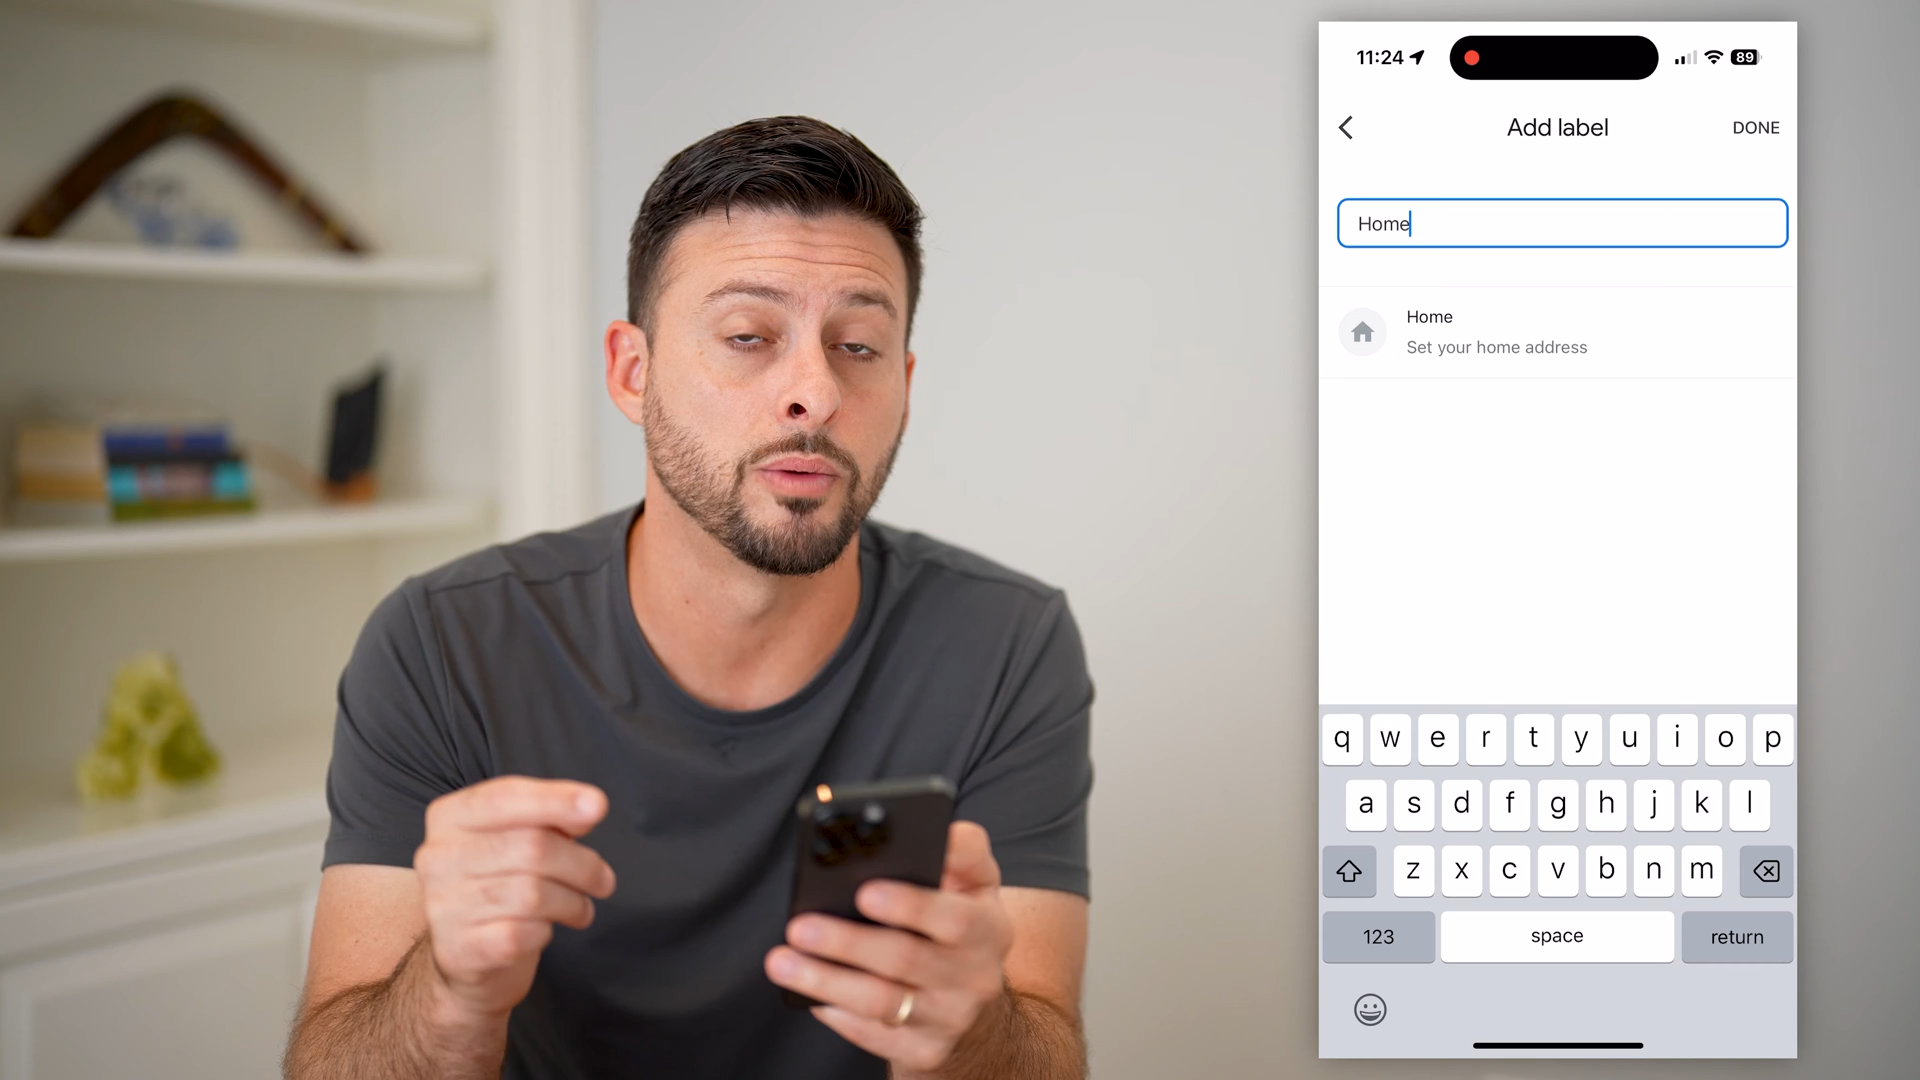 11:24
89
Add label
DONE
Home
Home
Set your home address
q w e r t y u i o p
a s d f g h j k l
z x c v b n m
123 space return